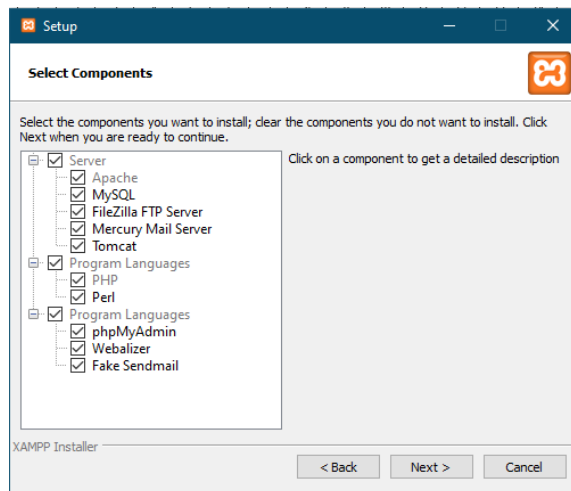 Setup
Select Components
Select the components you want to install; clear the components you do not want to install. Click
Next when you are ready to continue.
Server
Apache
MySQL
FileZilla FTP Server
Mercury Mail Server
Tomcat
Program Languages
PHP
Perl
Program Languages
phpMyAdmin
Webalizer
Fake Sendmail
Click on a component to get a detailed description
XAMPP Installer
< Back
Next >
Cancel